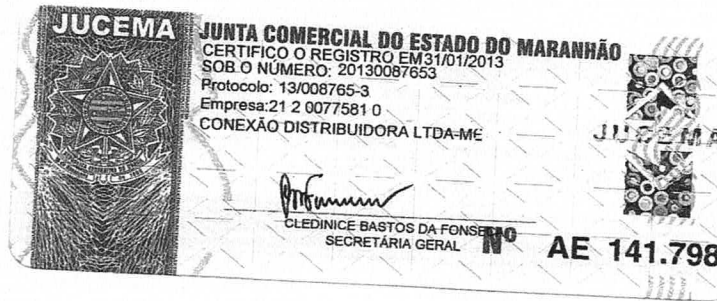 JUCEMA
JUNTA COMERCIAL DO ESTADO DO MARANHÃO
CERTIFICO O REGISTRO EM31/01/2013
SOB O NÚMERO: 20130087653
Protocolo: 13/008765-3
Empresa:21 2 0077581 0
CONEXÃO DISTRIBUIDORA LTDA-ME
JUCEMA
CLEDINICE BASTOS DA
SECRETÁRIA GERAL
Nº AE 141.798